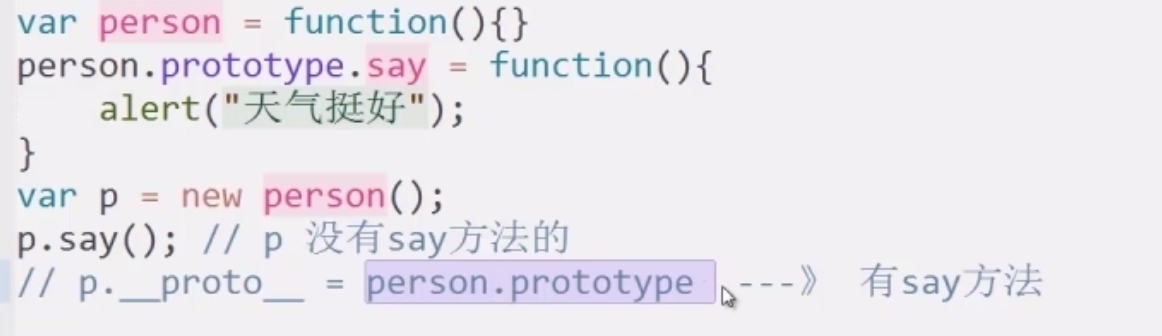 var person = function(){}
person.prototype.say = function(){
    alert("天气挺好");
}
var p = new person();
p.say(); // p 没有say方法的
// p.__proto__ = person.prototype ---》 有say方法